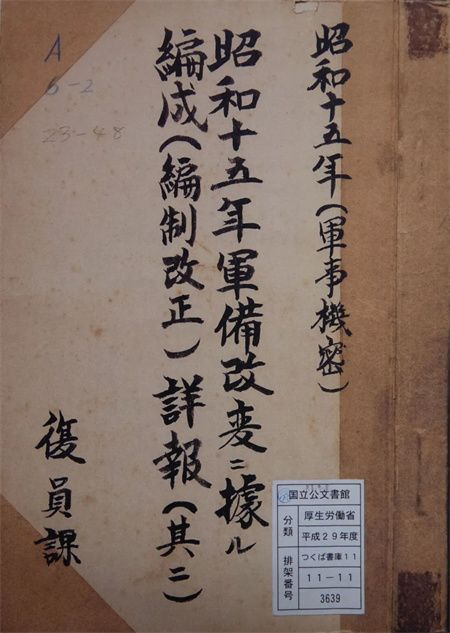 昭和十五年(軍事機密)
昭和十五年軍備改変ニ據ル
編成(編制改正)詳報(其二)
復員課
A
6-2
23-48
国立公文書館
分類
厚生労働省
平成29年度
つくば書庫11
排架番号
11-11
3639